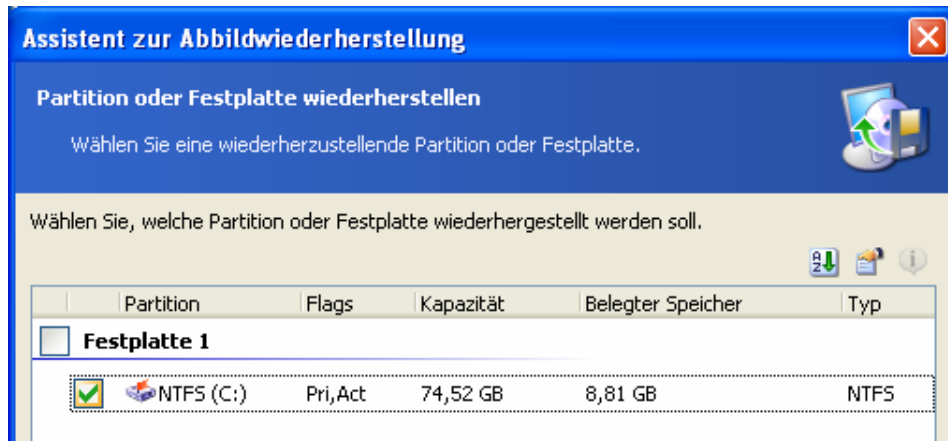 Assistent zur Abbildwiederherstellung
Partition oder Festplatte wiederherstellen
Wählen Sie eine wiederherzustellende Partition oder Festplatte.
Wählen Sie, welche Partition oder Festplatte wiederhergestellt werden soll.
Partition Flags Kapazität Belegter Speicher Typ
Festplatte 1
NTFS (C:) Pri,Act 74,52 GB 8,81 GB NTFS